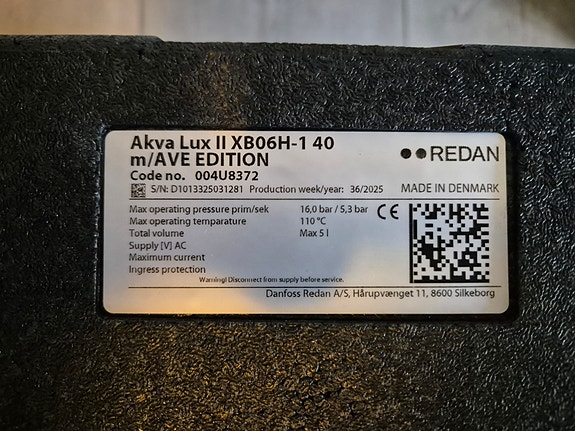 Akva Lux II XB06H-1 40
m/AVE EDITION
REDAN
Code no. 004U8372
S/N: D1013325031281 Production week/year: 36/2025
MADE IN DENMARK
Max operating pressure prim/sek 16,0 bar / 5,3 bar
Max operating temparature 110 °C
Total volume Max 5 l
Supply [V] AC
Maximum current
Ingress protection
CE
Warning! Disconnect from supply before service.
Danfoss Redan A/S, Hårupvænget 11, 8600 Silkeborg